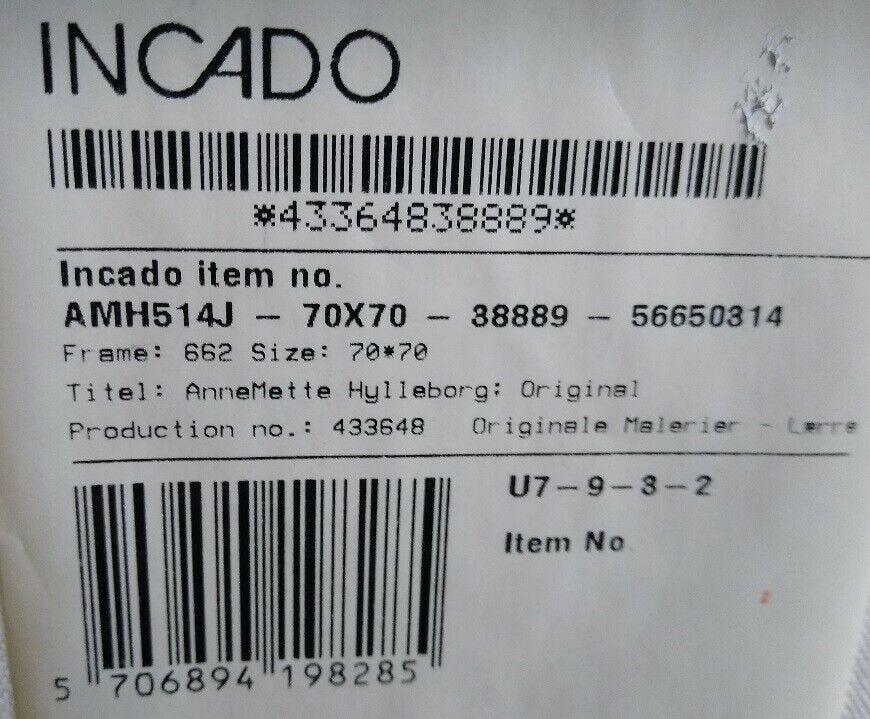 INCADO
*43364838889*
Incado item no.
AMH514J - 70X70 - 38889 - 56650314
Frame: 662 Size: 70*70
Titel: AnneMette Hylleborg: Original
Production no.: 433648 Originale Malerier -
U7-9-3-2
Item No
5 706894 198285